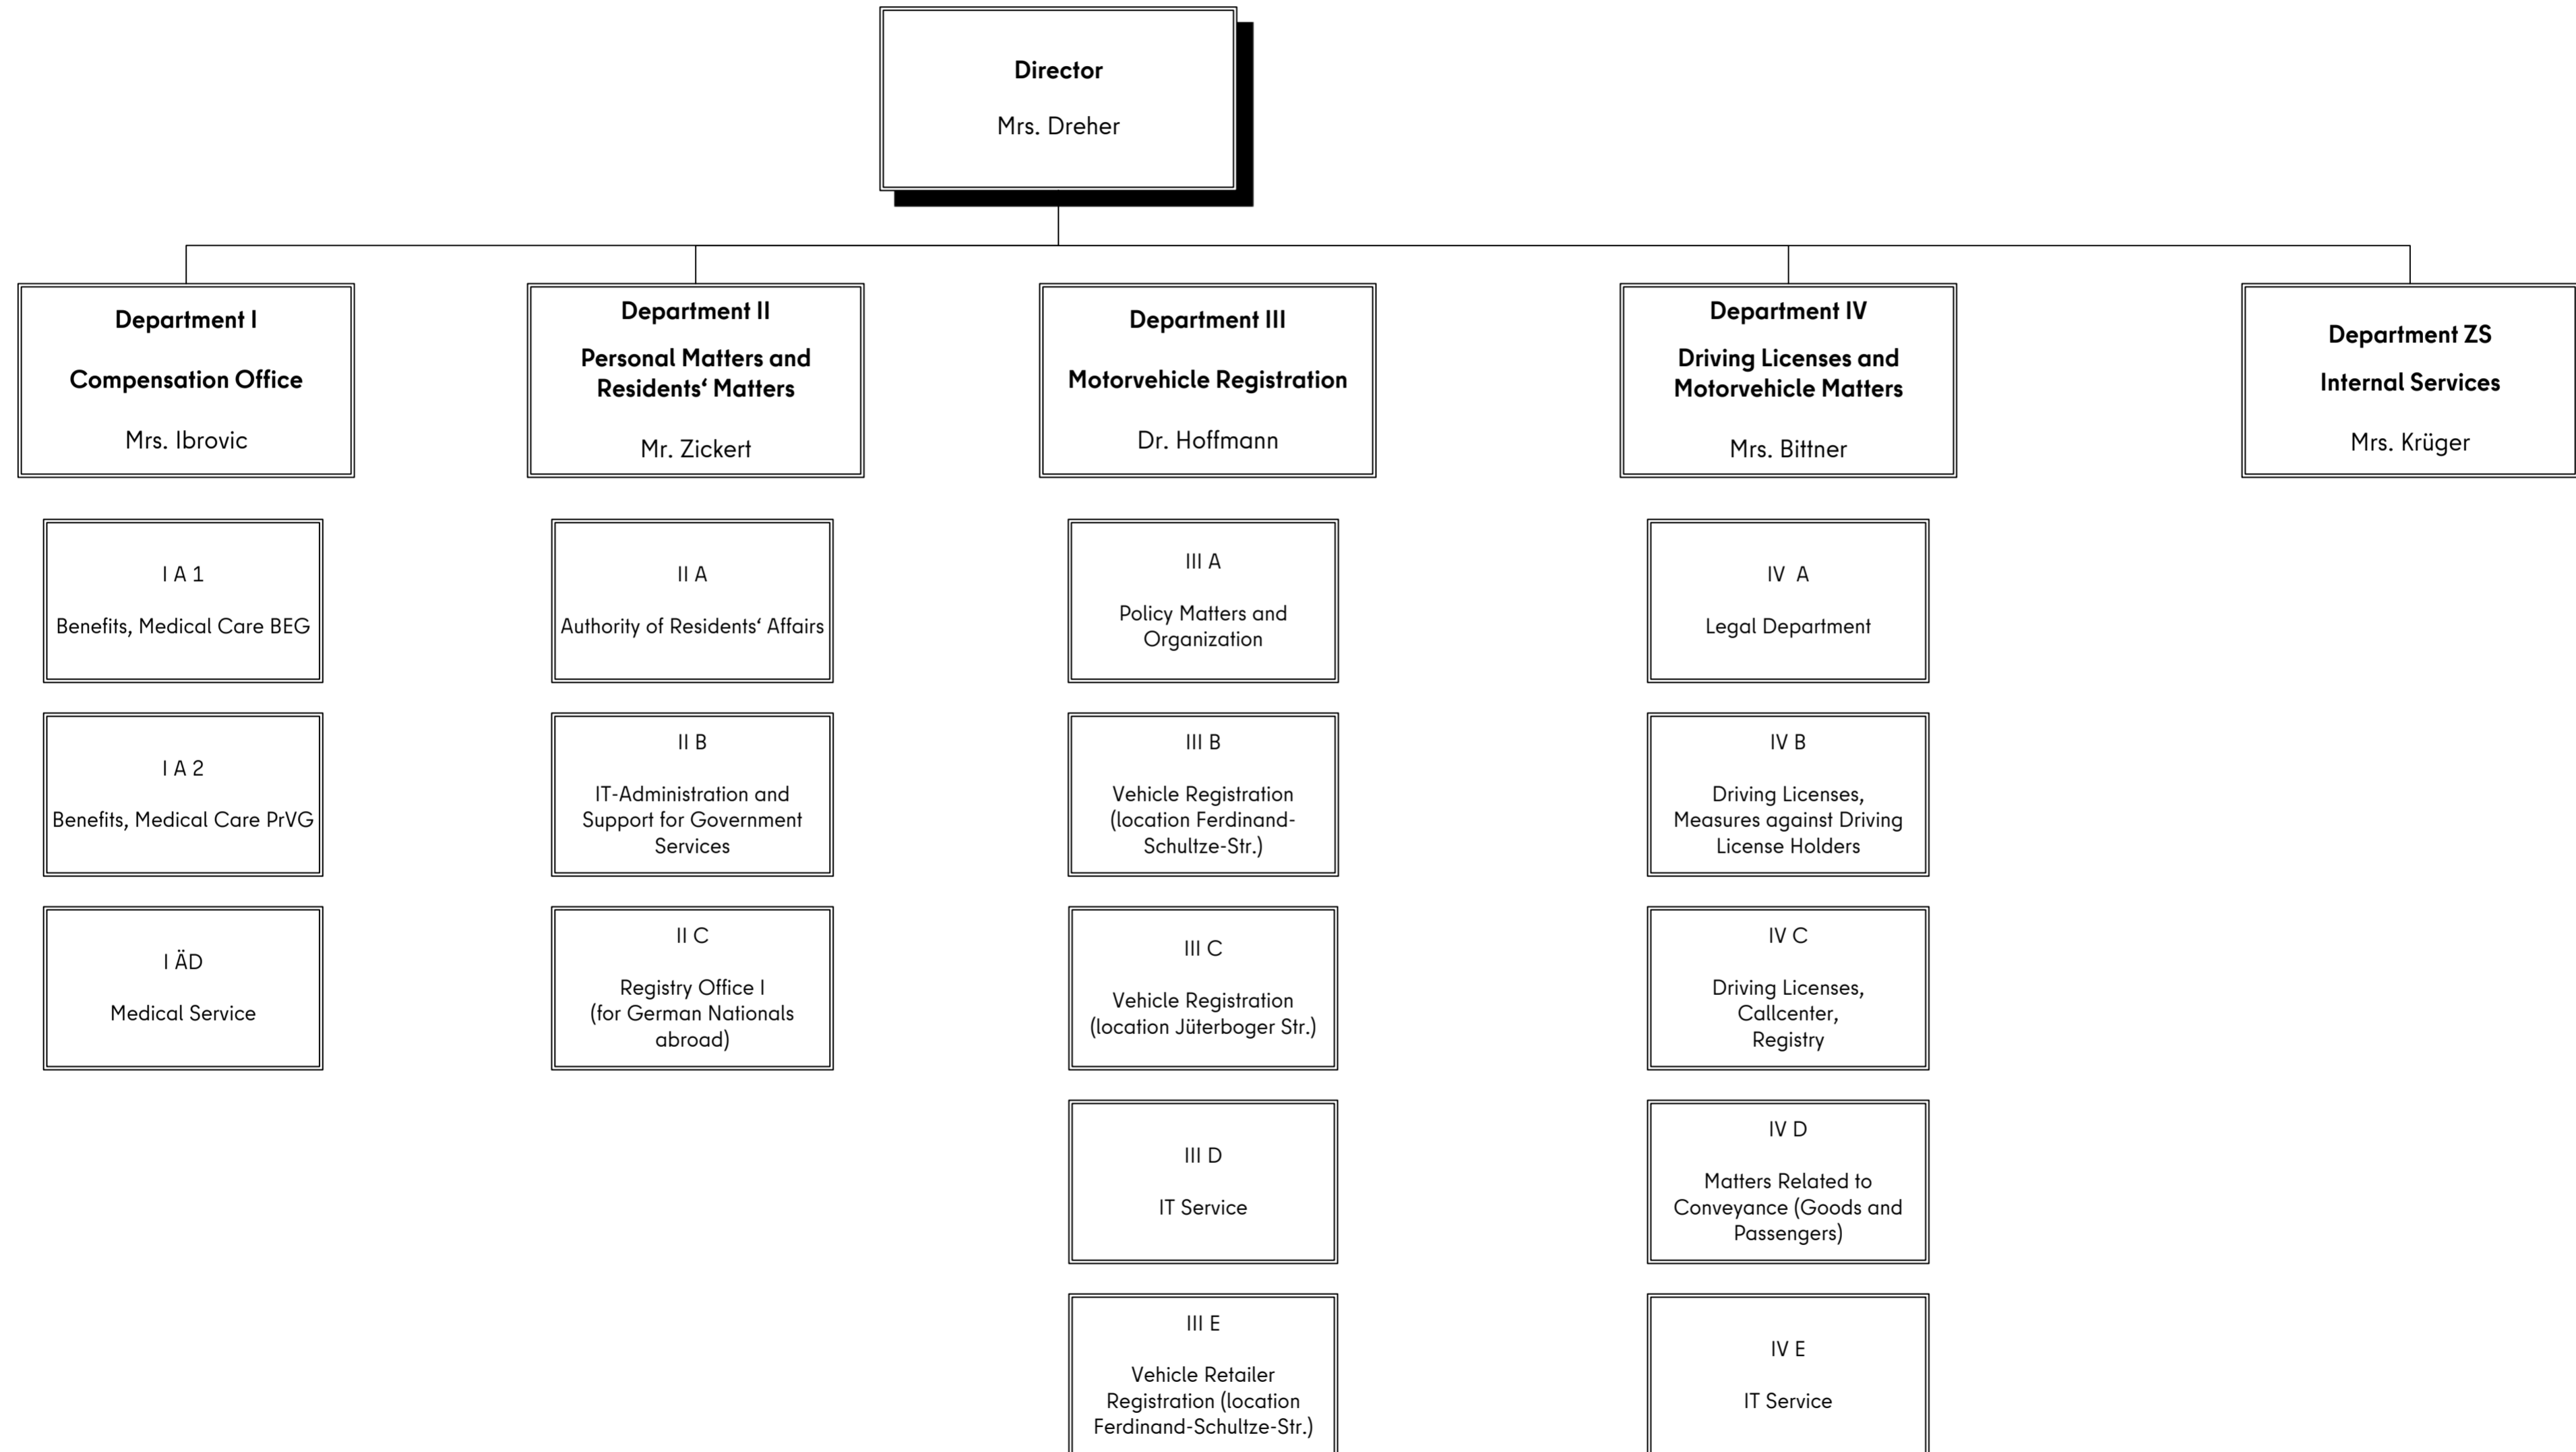 Director
Mrs. Dreher
Department I
Compensation Office
Mrs. Ibrovic
Department II
Personal Matters and
Residents‘ Matters
Mr. Zickert
Department III
Motorvehicle Registration
Dr. Hoffmann
Department IV
Driving Licenses and
Motorvehicle Matters
Mrs. Bittner
Department ZS
Internal Services
Mrs. Krüger
I A 1
Benefits, Medical Care BEG
I A 2
Benefits, Medical Care PrVG
I ÄD
Medical Service
II A
Authority of Residents‘ Affairs
II B
IT-Administration and
Support for Government
Services
II C
Registry Office I
(for German Nationals
abroad)
III A
Policy Matters and
Organization
III B
Vehicle Registration
(location Ferdinand-
Schultze-Str.)
III C
Vehicle Registration
(location Jüterboger Str.)
III D
IT Service
III E
Vehicle Retailer
Registration (location
Ferdinand-Schultze-Str.)
IV  A
Legal Department
IV B
Driving Licenses,
Measures against Driving
License Holders
IV C
Driving Licenses,
Callcenter,
Registry
IV D
Matters Related to
Conveyance (Goods and
Passengers)
IV E
IT Service